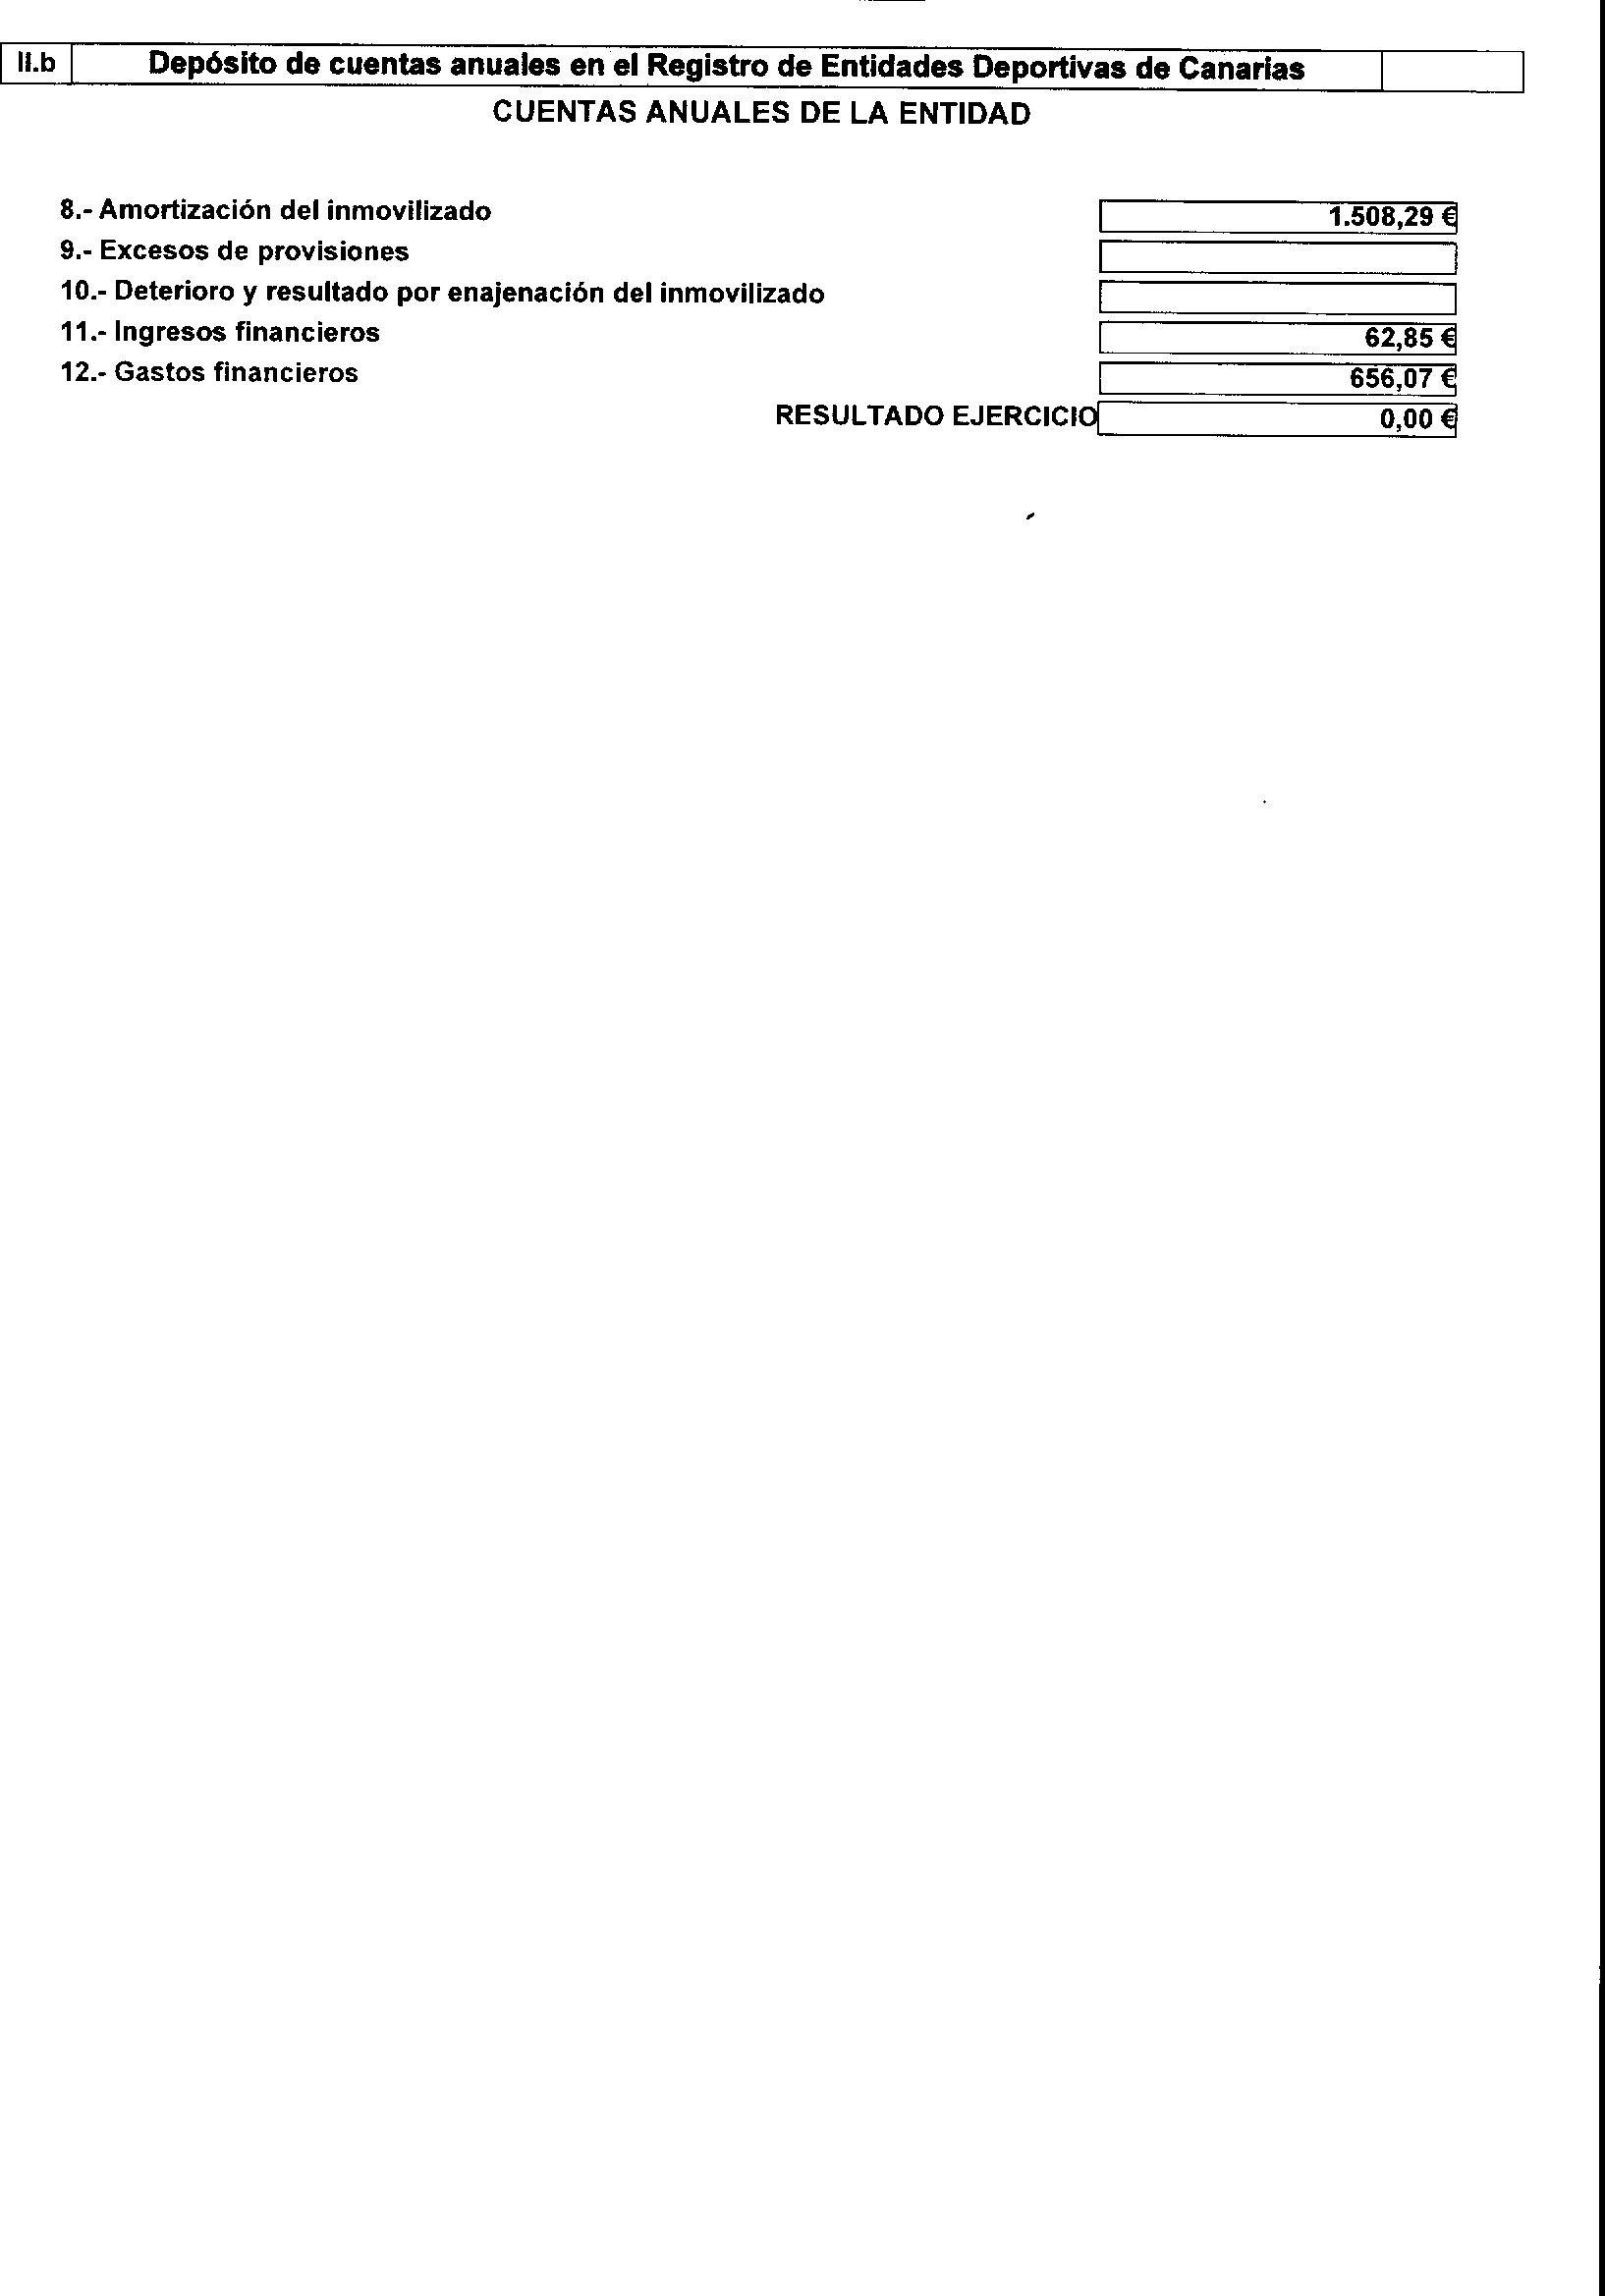 II.b Depósito de cuentas anuales en el Registro de Entidades Deportivas de Canarias
CUENTAS ANUALES DE LA ENTIDAD
8.- Amortización del inmovilizado 1.508,29 €
9.- Excesos de provisiones
10.- Deterioro y resultado por enajenación del inmovilizado
11.- Ingresos financieros 62,85 €
12.- Gastos financieros 656,07 €
RESULTADO EJERCICIO 0,00 €